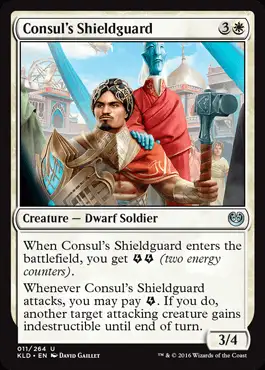 Consul's Shieldguard 3
Creature — Dwarf Soldier
When Consul's Shieldguard enters the
battlefield, you get (two energy
counters).
Whenever Consul's Shieldguard
attacks, you may pay . If you do,
another target attacking creature gains
indestructible until end of turn.
3/4
011/264 U
KLD • EN DAVID GAILLET
™ & © 2016 Wizards of the Coast